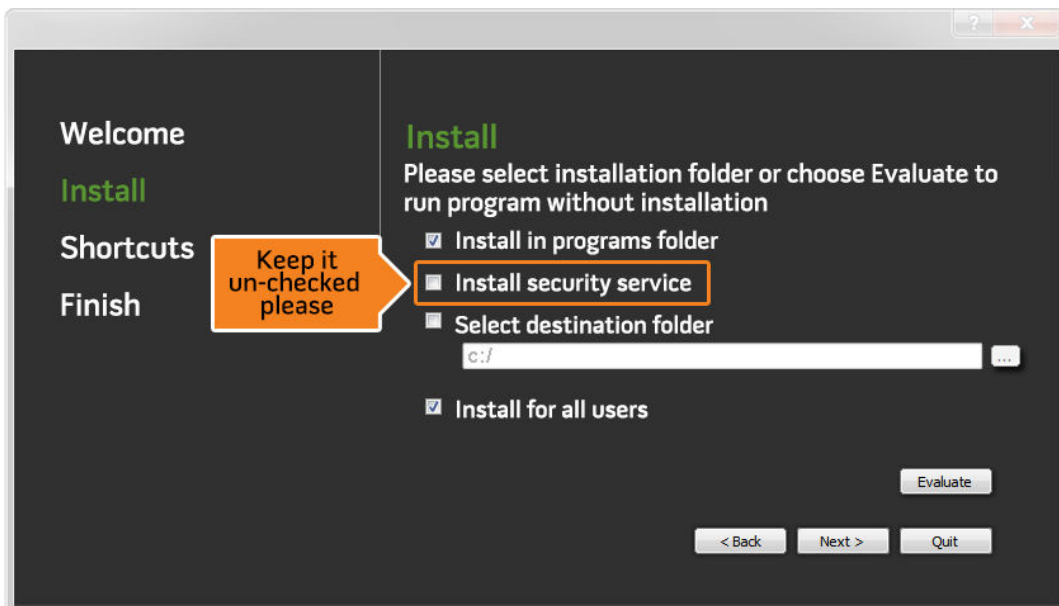 Welcome
Install
Shortcuts
Finish
Keep it
un-checked
please
Install
Please select installation folder or choose Evaluate to
run program without installation
Install in programs folder
Install security service
Select destination folder
c:/
...
Install for all users
Evaluate
< Back
Next >
Quit
?
X